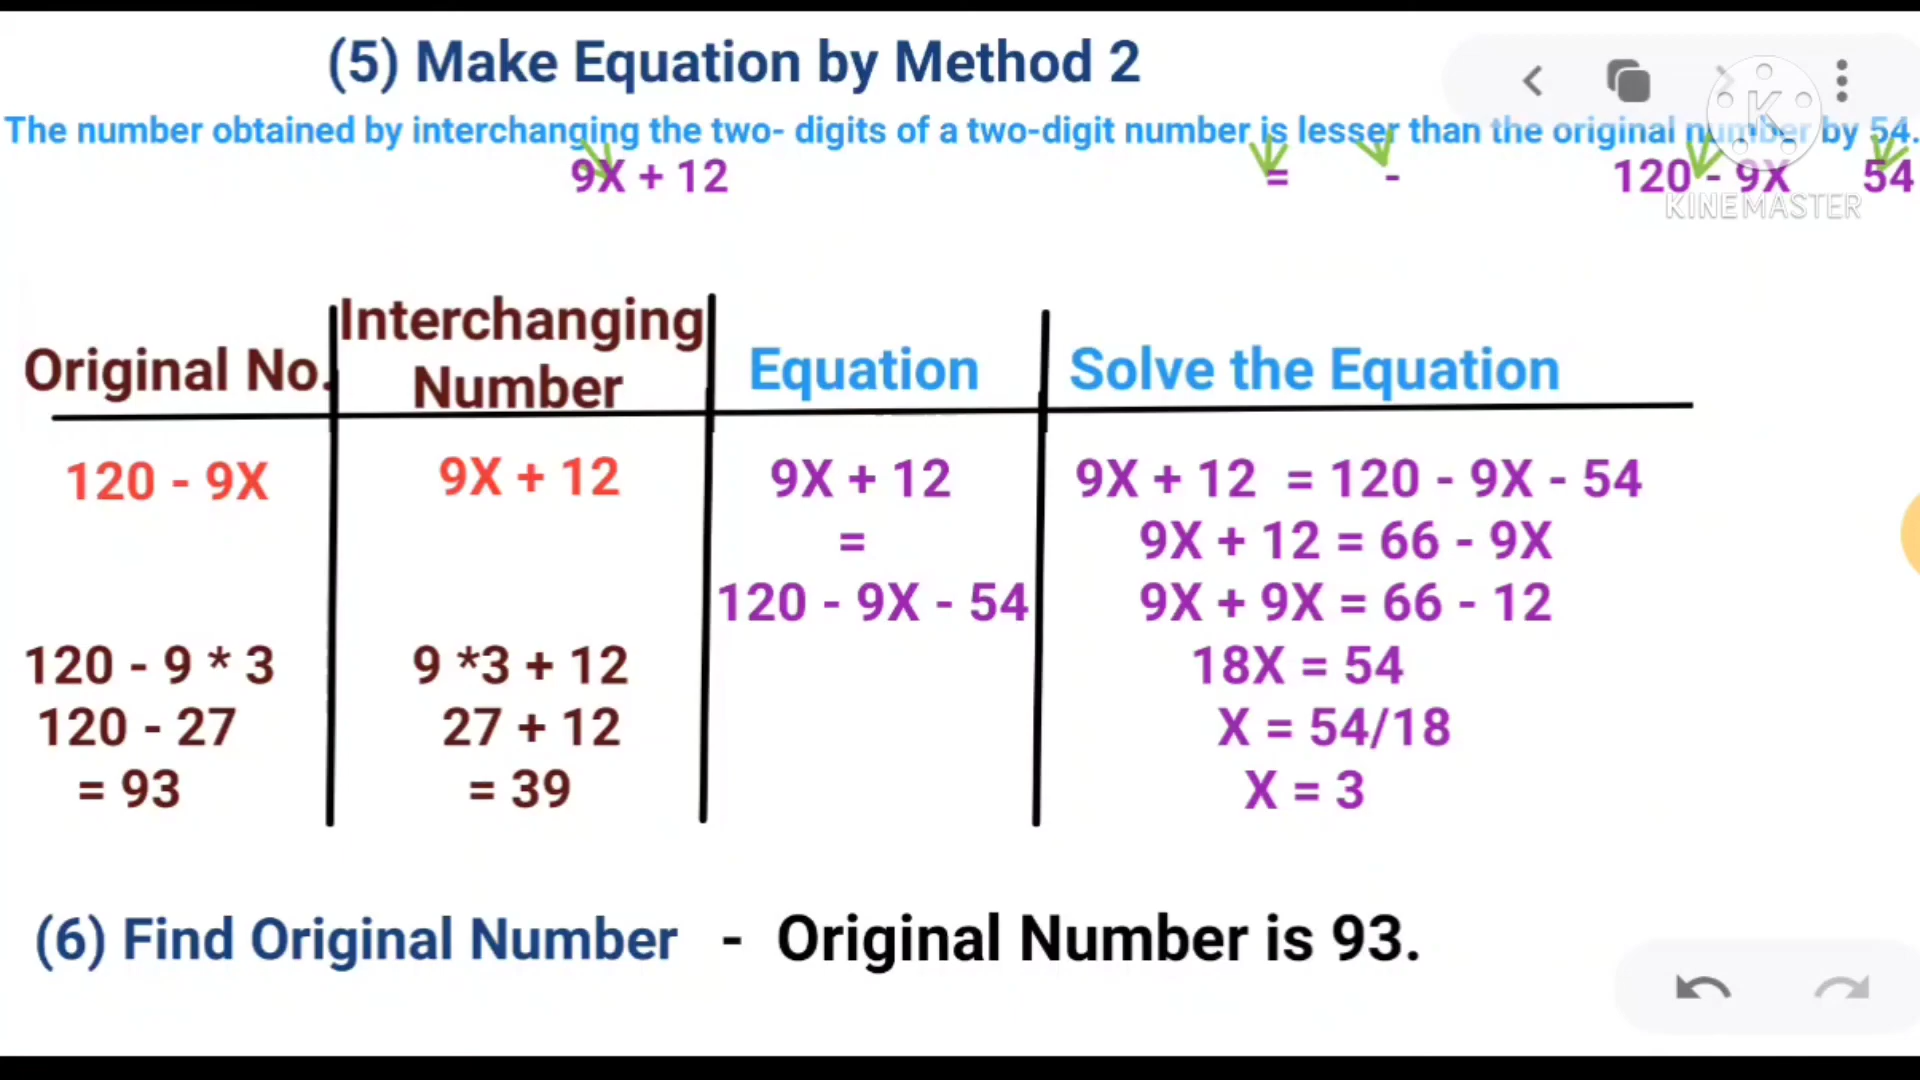 (5) Make Equation by Method 2
The number obtained by interchanging the two- digits of a two-digit number is lesser than the original number by 54.
9X + 12 = - 120 - 9X 54
K
KINEMASTER
Original No.
Interchanging
Number
Equation
Solve the Equation
120 - 9X
9X + 12
9X + 12
=
120 - 9X - 54
9X + 12 = 120 - 9X - 54
9X + 12 = 66 - 9X
9X + 9X = 66 - 12
18X = 54
X = 54/18
X = 3
120 - 9 * 3
120 - 27
= 93
9 *3 + 12
27 + 12
= 39
(6) Find Original Number - Original Number is 93.